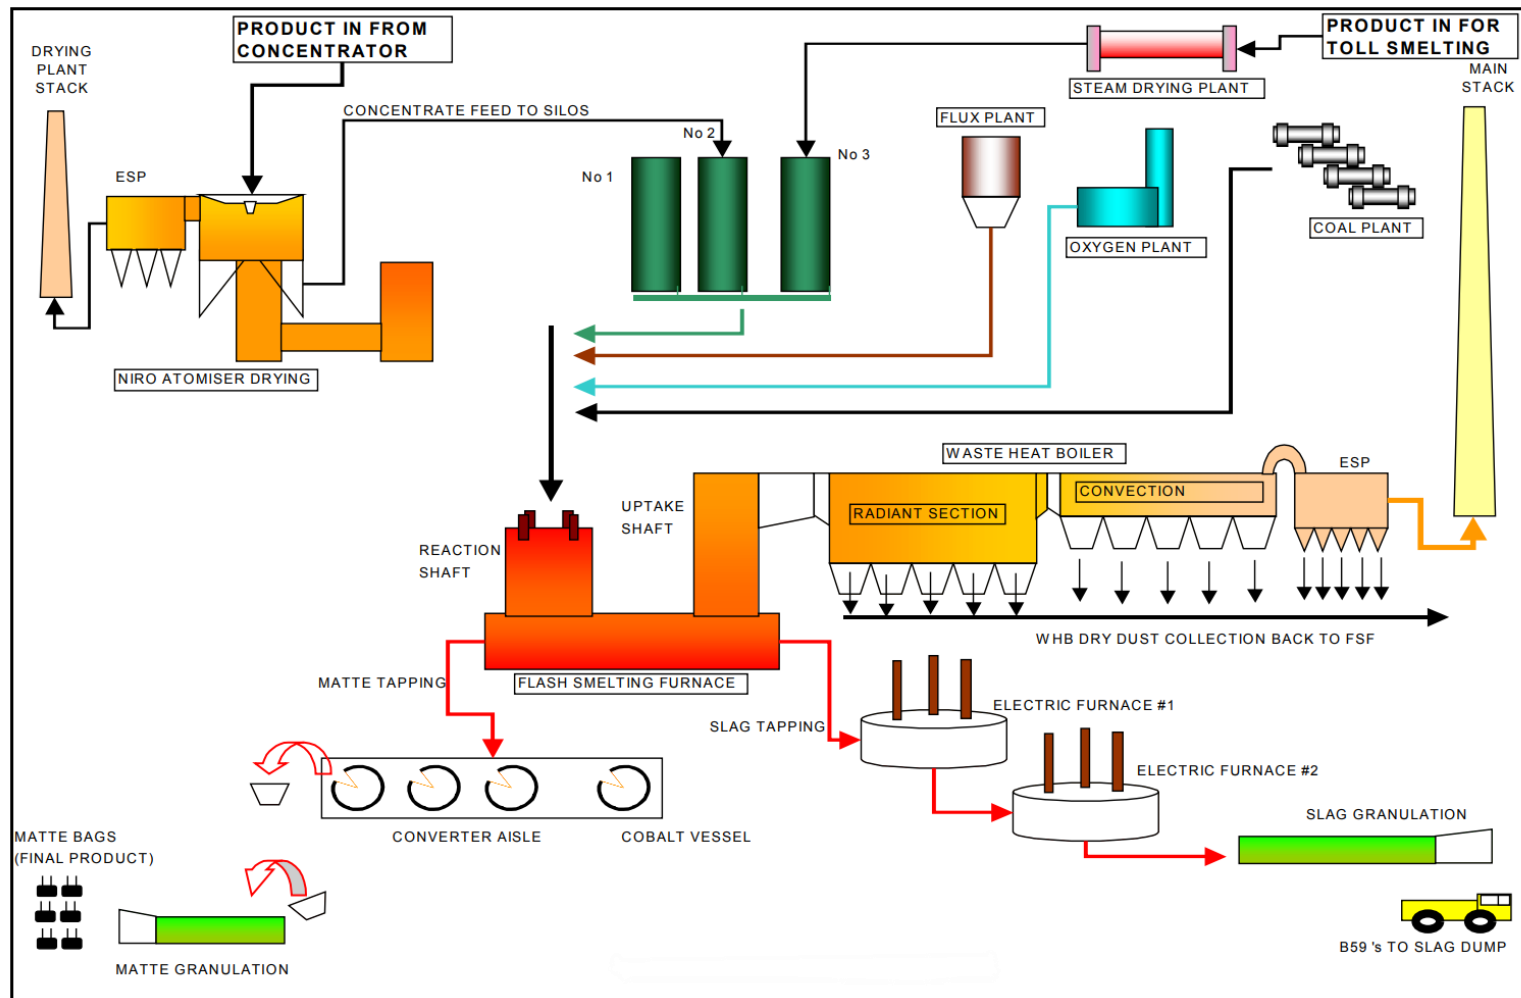 PRODUCT IN FROM
CONCENTRATOR
PRODUCT IN FOR
TOLL SMELTING
DRYING
PLANT
STACK
MAIN
STACK
STEAM DRYING PLANT
CONCENTRATE FEED TO SILOS
FLUX PLANT
No 2
No 3
No 1
ESP
COAL PLANT
OXYGEN PLANT
NIRO ATOMISER DRYING
WASTE HEAT BOILER
ESP
CONVECTION
RADIANT SECTION
UPTAKE
SHAFT
REACTION
SHAFT
WHB DRY DUST COLLECTION BACK TO FSF
MATTE TAPPING
FLASH SMELTING FURNACE
SLAG TAPPING
ELECTRIC FURNACE #1
ELECTRIC FURNACE #2
SLAG GRANULATION
CONVERTER AISLE
COBALT VESSEL
MATTE BAGS
(FINAL PRODUCT)
MATTE GRANULATION
B59 's TO SLAG DUMP